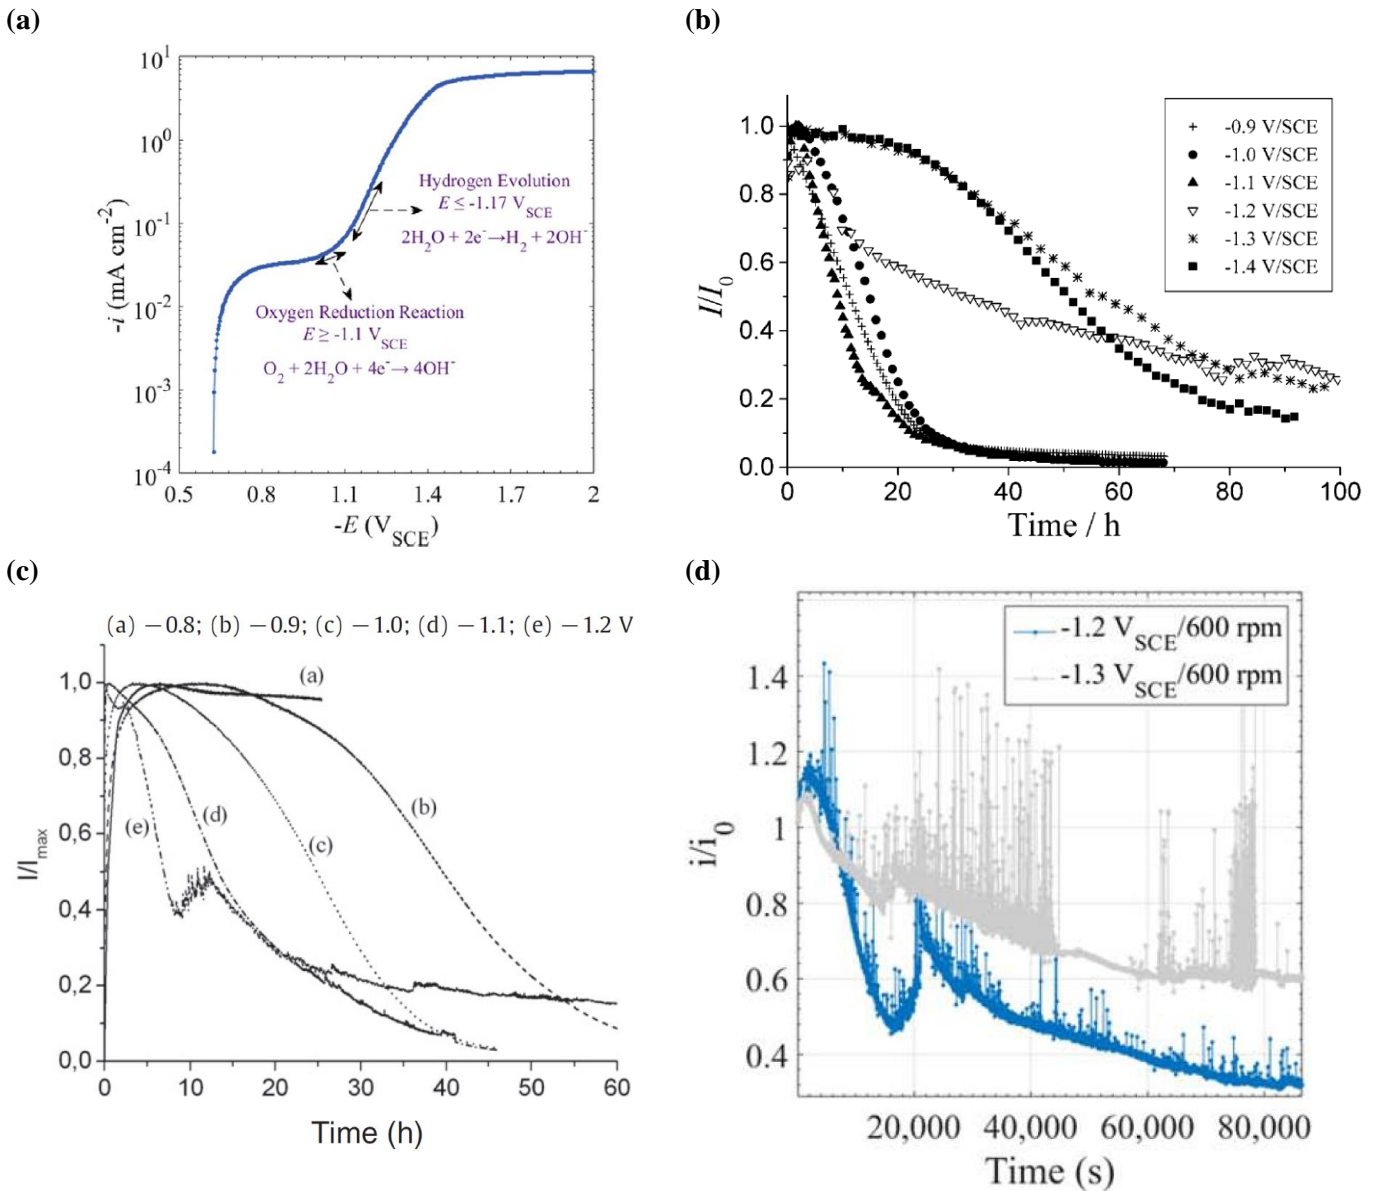 (a)
10^1
10^0
10^-1
10^-2
10^-3
10^-4
-i (mA cm^-2)
Hydrogen Evolution
E ≤ -1.17 V_SCE
2H_2O + 2e^-→H_2 + 2OH^-
Oxygen Reduction Reaction
E ≥ -1.1 V_SCE
O_2 + 2H_2O + 4e^-→ 4OH^-
0.5 0.8 1.1 1.4 1.7 2
-E (V_SCE)
(b)
1.0
0.8
0.6
0.4
0.2
0.0
I/I_0
-0.9 V/SCE
-1.0 V/SCE
-1.1 V/SCE
-1.2 V/SCE
-1.3 V/SCE
-1.4 V/SCE
0 20 40 60 80 100
Time / h
(c)
(a) −0.8; (b) −0.9; (c) −1.0; (d) −1.1; (e) −1.2 V
1,0
0,8
0,6
0,4
0,2
0,0
I/I_max
(a)
(b)
(c)
(d)
(e)
0 10 20 30 40 50 60
Time (h)
(d)
1.4
1.2
1
0.8
0.6
0.4
i/i_0
-1.2 V_SCE/600 rpm
-1.3 V_SCE/600 rpm
20,000 40,000 60,000 80,000
Time (s)